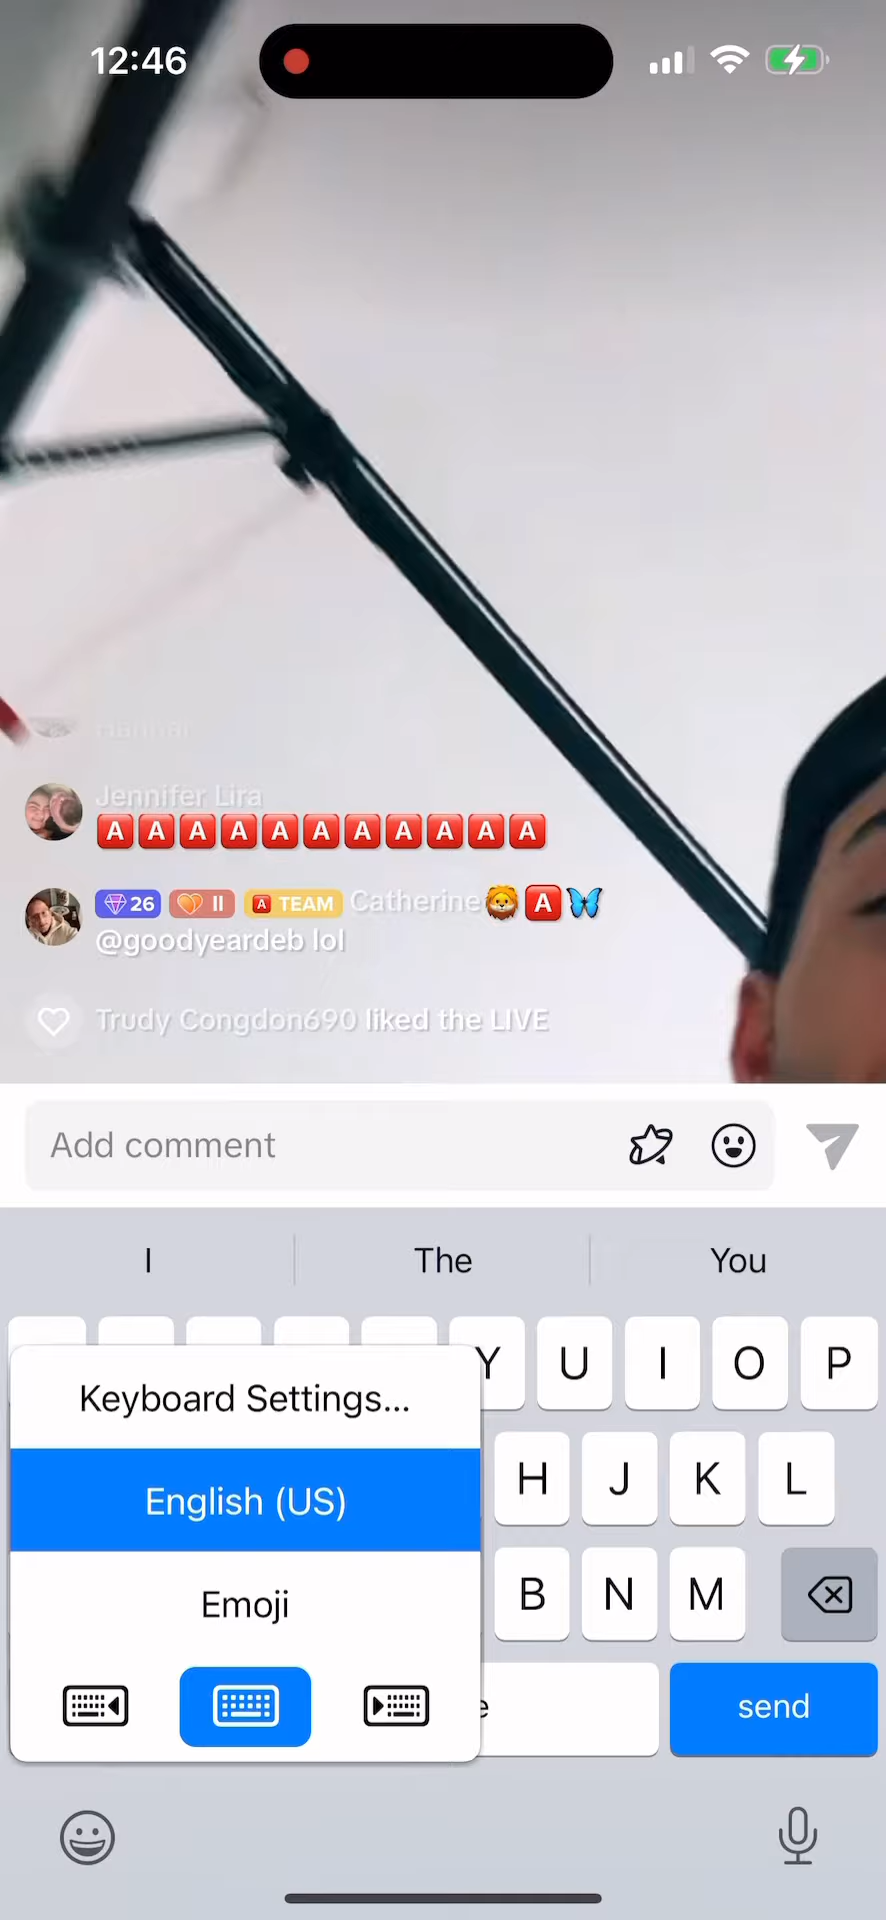 12:46
Jennifer Lira
🅰🅰🅰🅰🅰🅰🅰🅰🅰🅰🅰
26 II A TEAM Catherine🦁🅰🦋
@goodyeardeb lol
Trudy Congdon690 liked the LIVE
Add comment
I The You
Y U I O P
Keyboard Settings...
H J K L
English (US)
B N M
Emoji
send